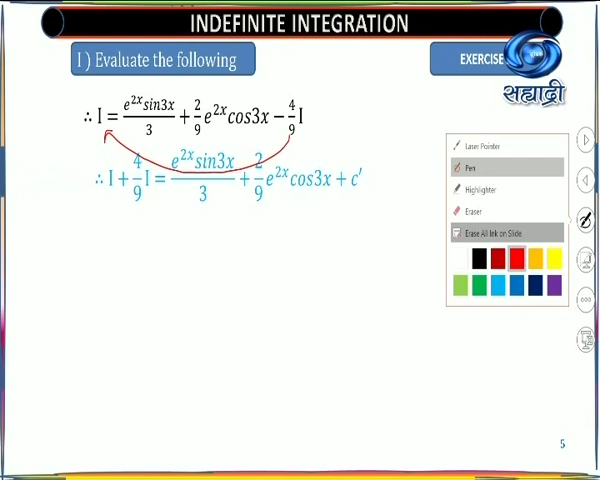 INDEFINITE INTEGRATION
I ) Evaluate the following
EXERCISE
सह्याद्री
∴ I = e^{2x}sin3x/3 + 2/9 e^{2x}cos3x − 4/9 I
∴ I + 4/9 I = e^{2x}sin3x/3 + 2/9 e^{2x}cos3x + c′
Laser Pointer
Pen
Highlighter
Eraser
Erase All Ink on Slide
5